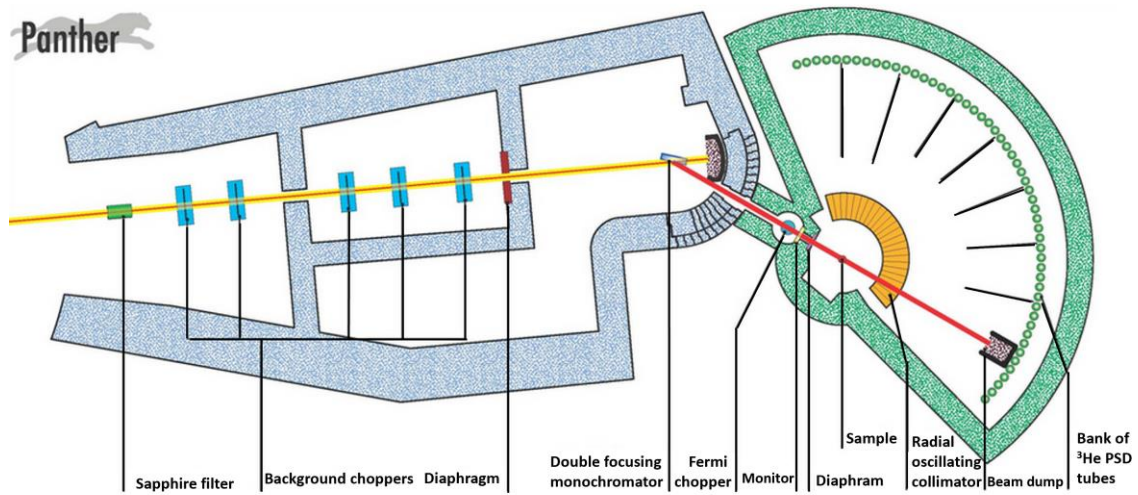 Panther
Sapphire filter
Background choppers
Diaphragm
Double focusing
monochromator
Fermi
chopper
Monitor
Diaphram
Sample
Radial
oscillating
collimator
Beam dump
Bank of
³He PSD
tubes